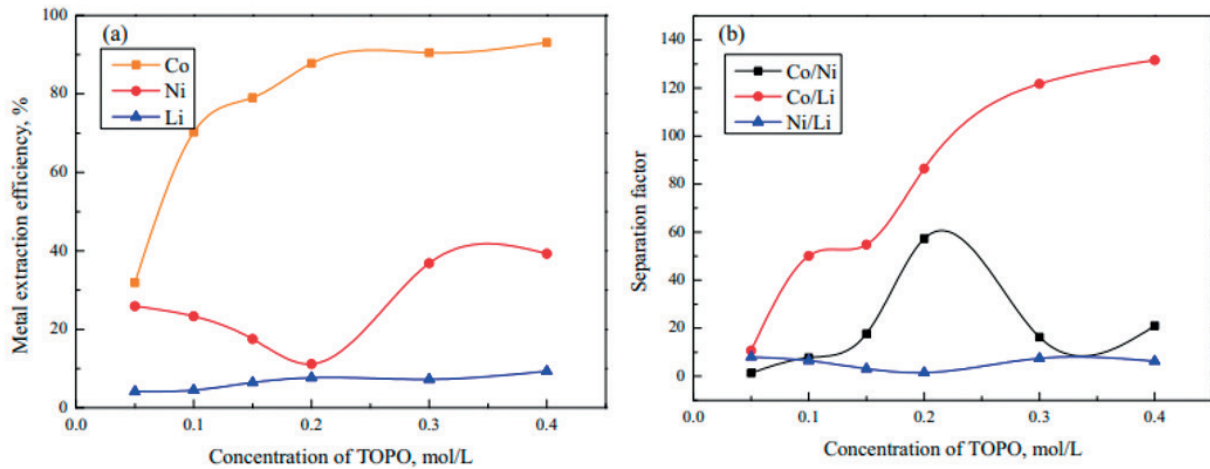 (a)
Co
Ni
Li
Metal extraction efficiency, %
100
80
60
40
20
0
0.0 0.1 0.2 0.3 0.4
Concentration of TOPO, mol/L
(b)
Co/Ni
Co/Li
Ni/Li
Separation factor
140
120
100
80
60
40
20
0
0.0 0.1 0.2 0.3 0.4
Concentration of TOPO, mol/L